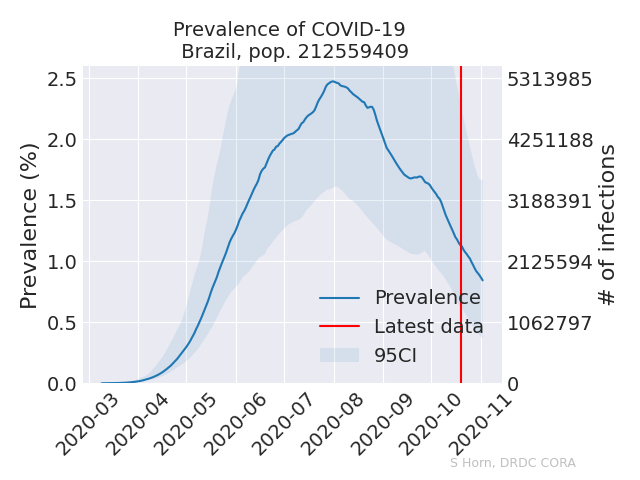 Prevalence of COVID-19
Brazil, pop. 212559409
Prevalence (%)
2.5
2.0
1.5
1.0
0.5
0.0
5313985
4251188
3188391
2125594
1062797
0
# of infections
Prevalence
Latest data
95CI
2020-03
2020-04
2020-05
2020-06
2020-07
2020-08
2020-09
2020-10
2020-11
S Horn, DRDC CORA